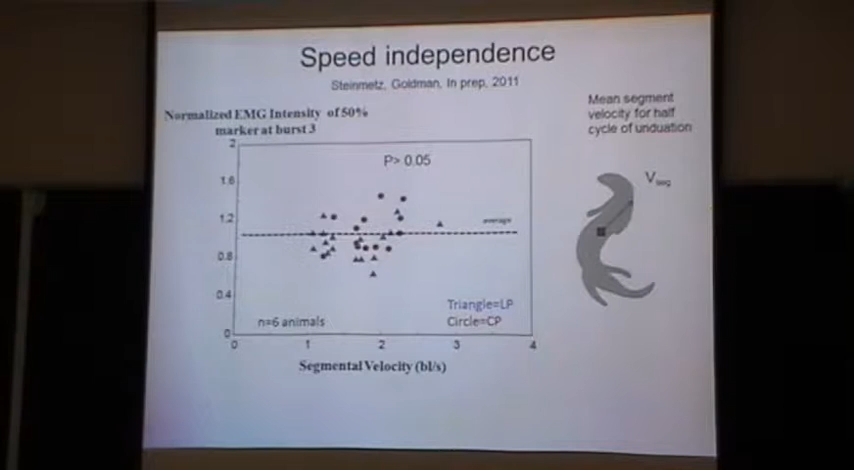 Speed independence
Steinmetz, Goldman, In prep, 2011
Normalized EMG Intensity of 50%
marker at burst 3
Mean segment
velocity for half
cycle of unduation
P> 0.05
2
1.6
1.2
0.8
0.4
0
average
n=6 animals
Triangle=LP
Circle=CP
0 1 2 3 4
Segmental Velocity (bl/s)
V